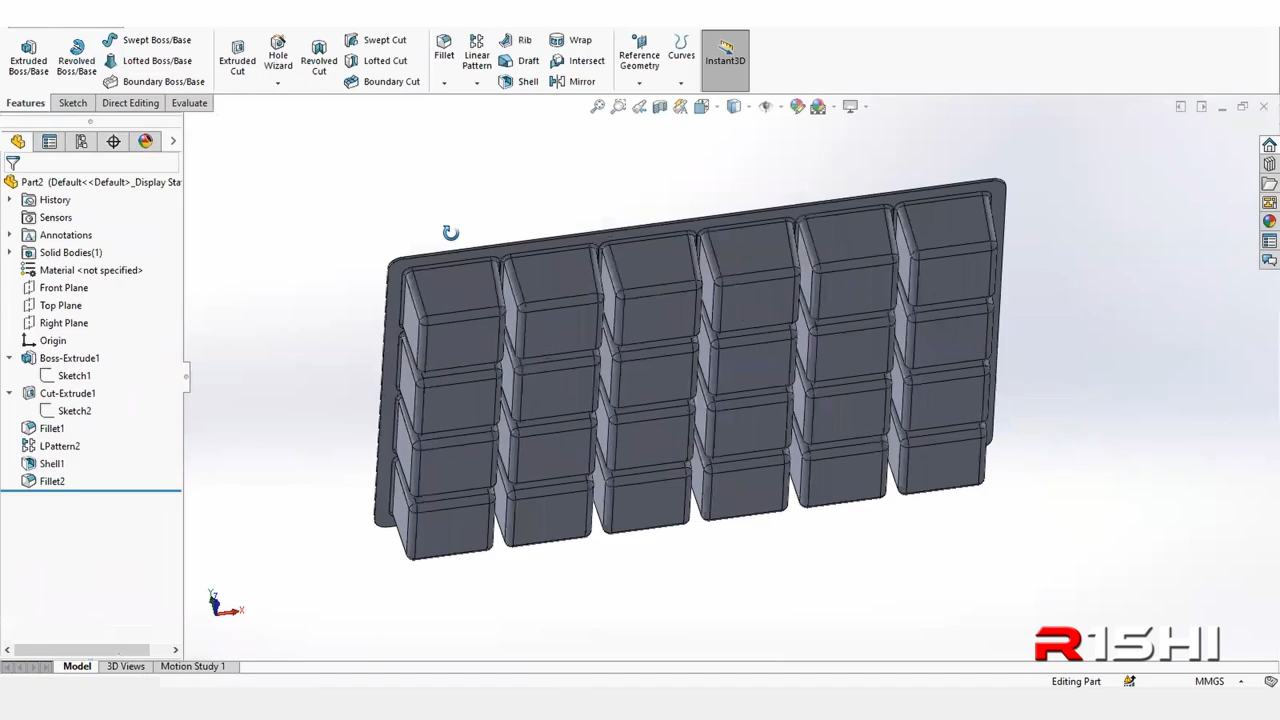 Extruded Boss/Base
Revolved Boss/Base
Swept Boss/Base
Lofted Boss/Base
Boundary Boss/Base
Extruded Cut
Hole Wizard
Revolved Cut
Swept Cut
Lofted Cut
Boundary Cut
Fillet
Linear Pattern
Rib
Draft
Shell
Wrap
Intersect
Mirror
Reference Geometry
Curves
Instant3D
Features
Sketch
Direct Editing
Evaluate
Part2 (Default<<Default>_Display Sta
History
Sensors
Annotations
Solid Bodies(1)
Material <not specified>
Front Plane
Top Plane
Right Plane
Origin
Boss-Extrude1
Sketch1
Cut-Extrude1
Sketch2
Fillet1
LPattern2
Shell1
Fillet2
Y
Z
X
R15HI
Model
3D Views
Motion Study 1
Editing Part
MMGS